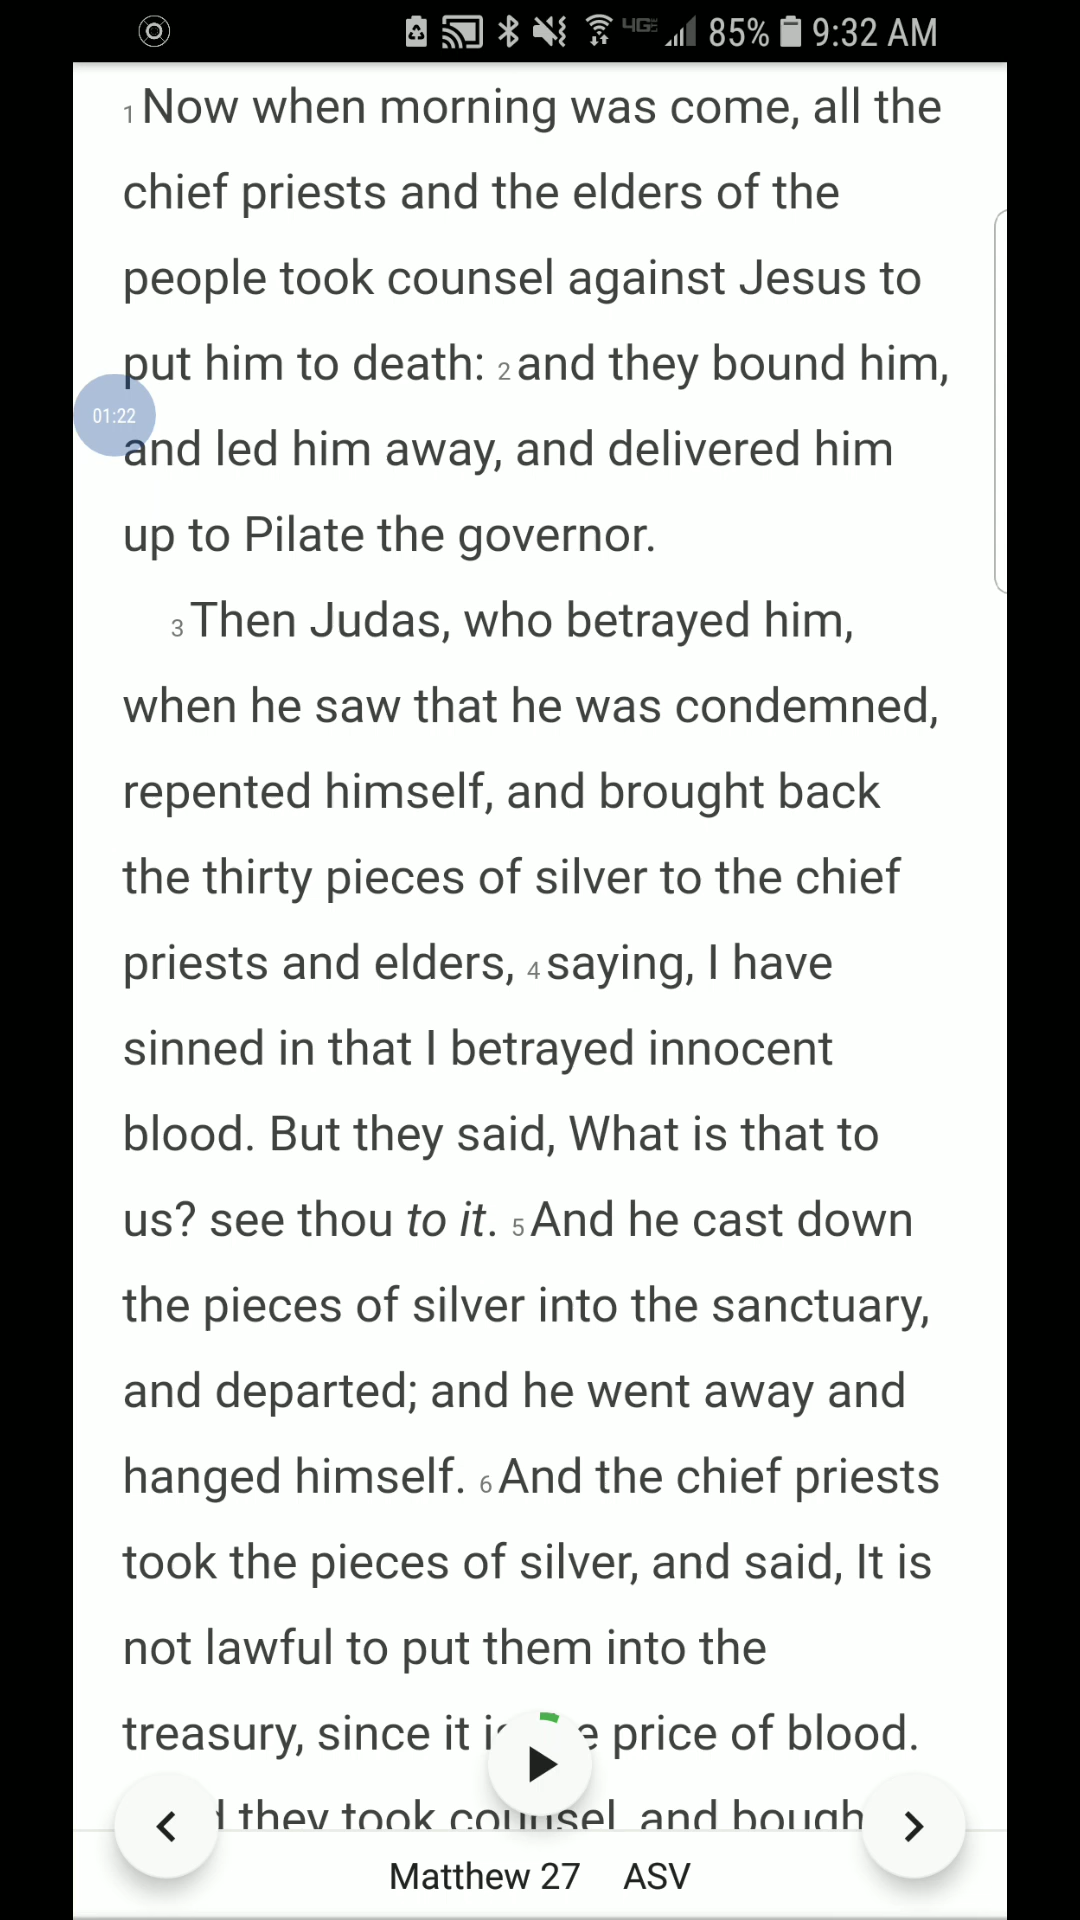 4G 85% 9:32 AM
1 Now when morning was come, all the
chief priests and the elders of the
people took counsel against Jesus to
put him to death: 2 and they bound him,
01:22
and led him away, and delivered him
up to Pilate the governor.
3 Then Judas, who betrayed him,
when he saw that he was condemned,
repented himself, and brought back
the thirty pieces of silver to the chief
priests and elders, 4 saying, I have
sinned in that I betrayed innocent
blood. But they said, What is that to
us? see thou to it. 5 And he cast down
the pieces of silver into the sanctuary,
and departed; and he went away and
hanged himself. 6 And the chief priests
took the pieces of silver, and said, It is
not lawful to put them into the
treasury, since it price of blood.
they took counsel, and
Matthew 27 ASV